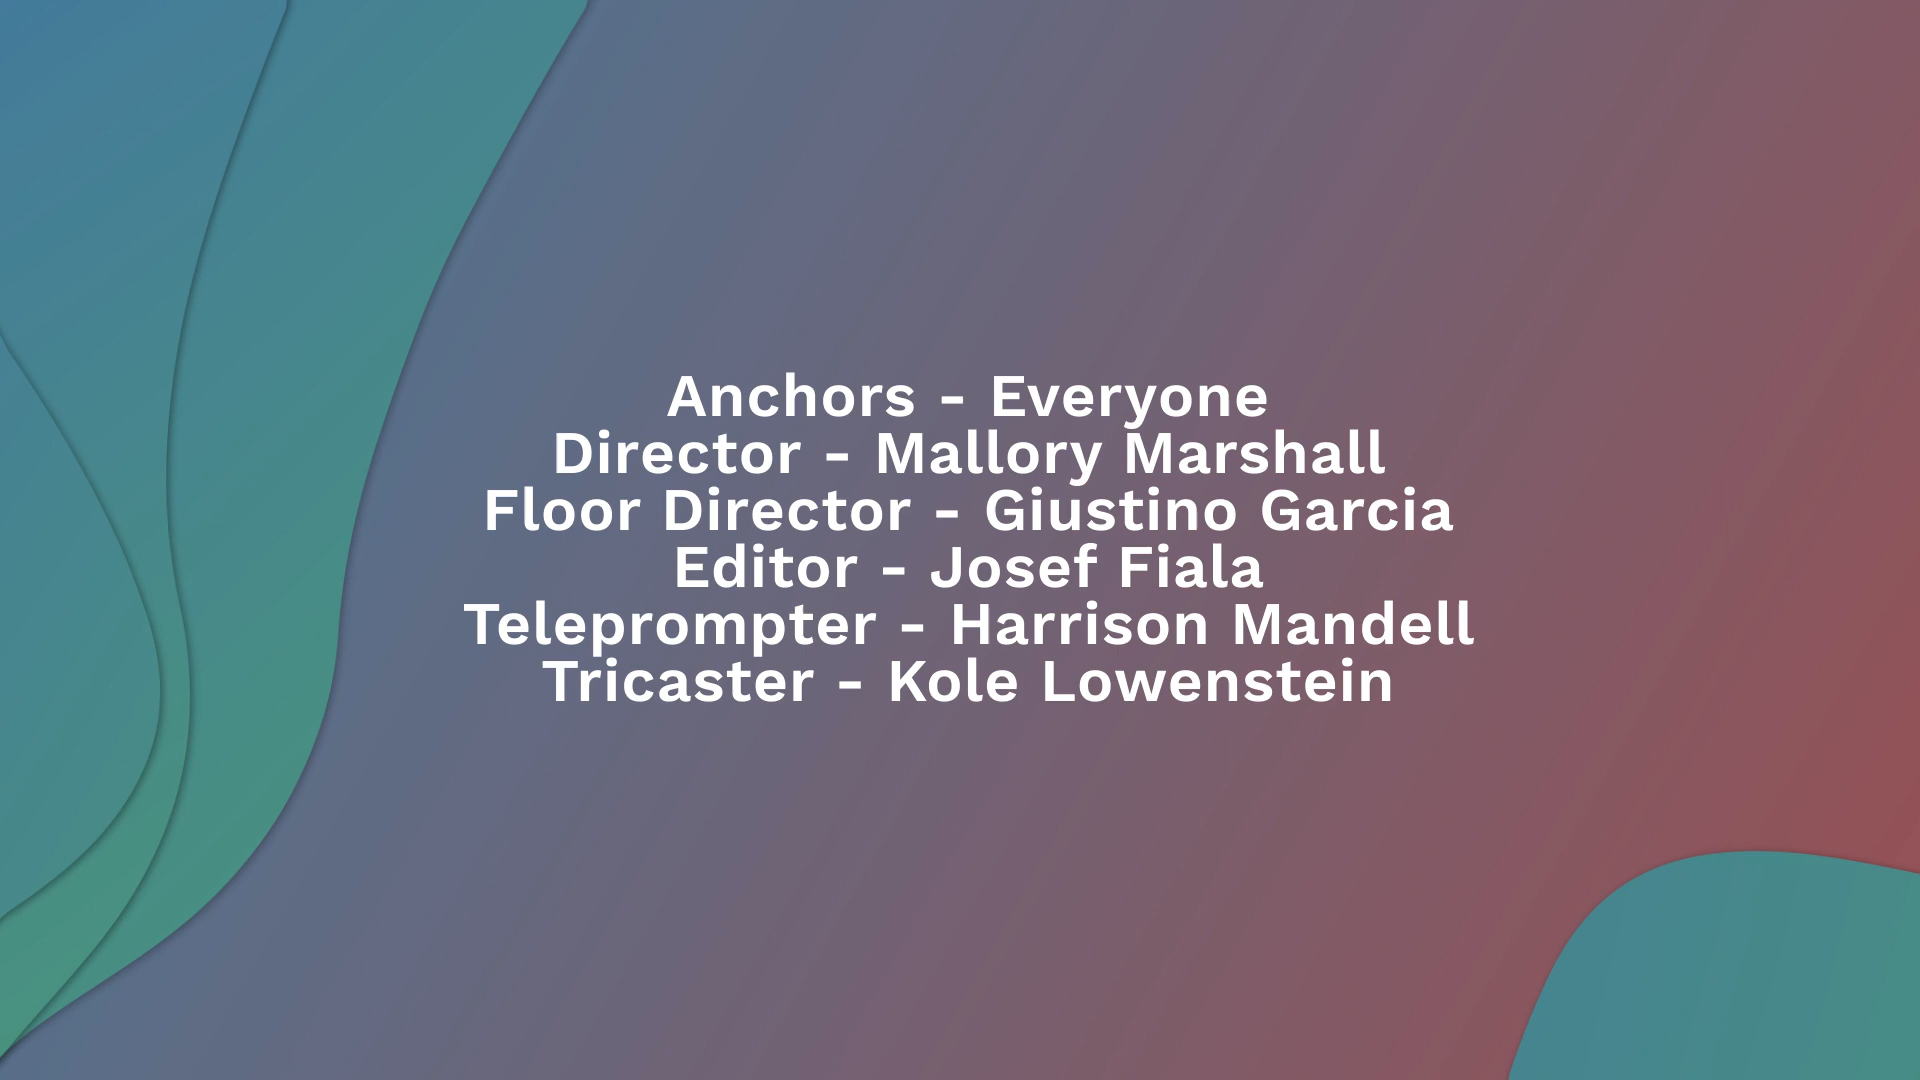 Anchors - Everyone
Director - Mallory Marshall
Floor Director - Giustino Garcia
Editor - Josef Fiala
Teleprompter - Harrison Mandell
Tricaster - Kole Lowenstein